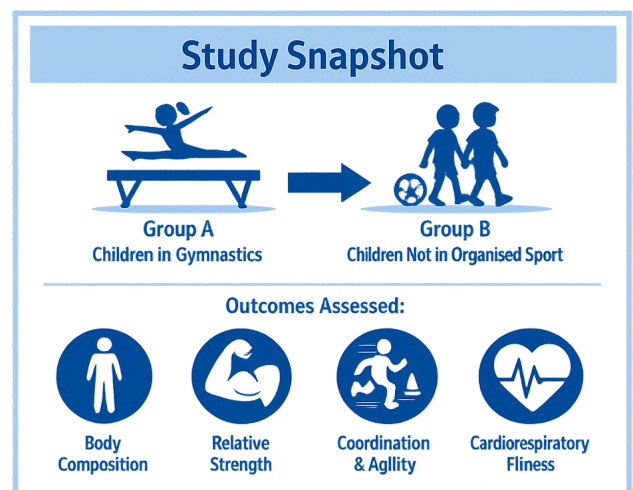 Study Snapshot
Group A
Children in Gymnastics
Group B
Children Not in Organised Sport
Outcomes Assessed:
Body
Composition
Relative
Strength
Coordination
& Agllity
Cardiorespiratory
Fliness